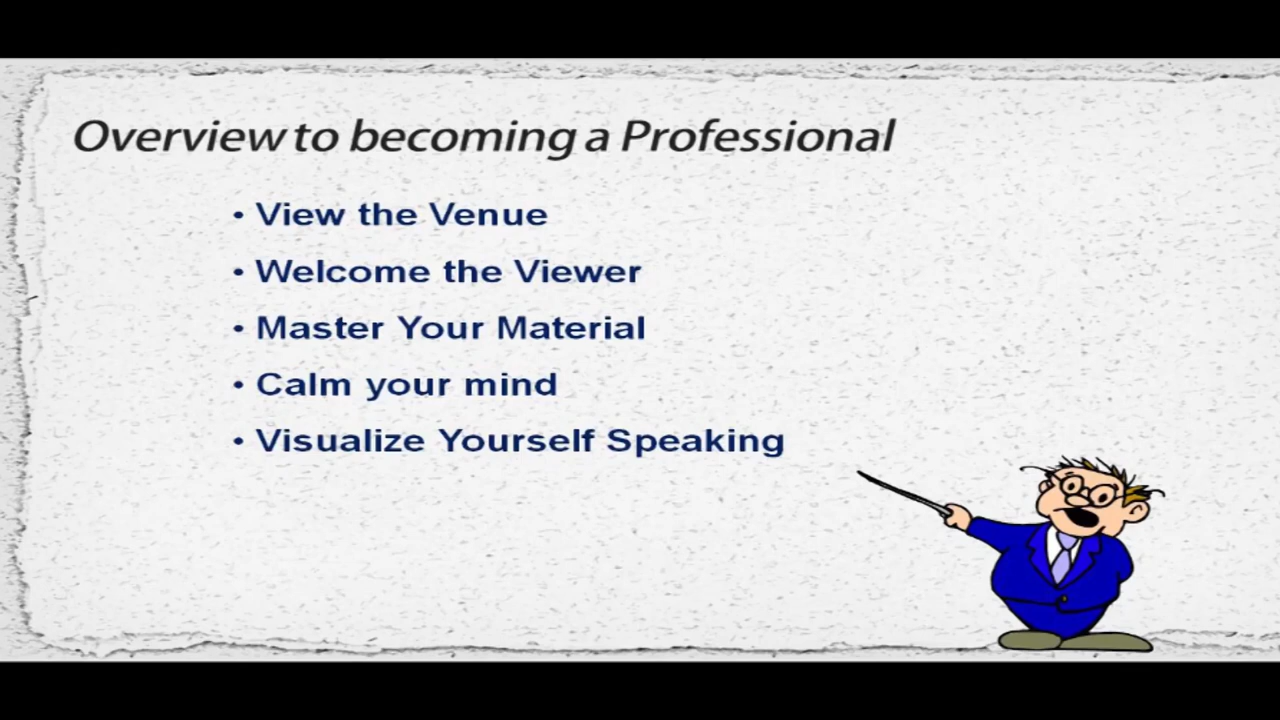 Overview to becoming a Professional
• View the Venue
• Welcome the Viewer
• Master Your Material
• Calm your mind
• Visualize Yourself Speaking